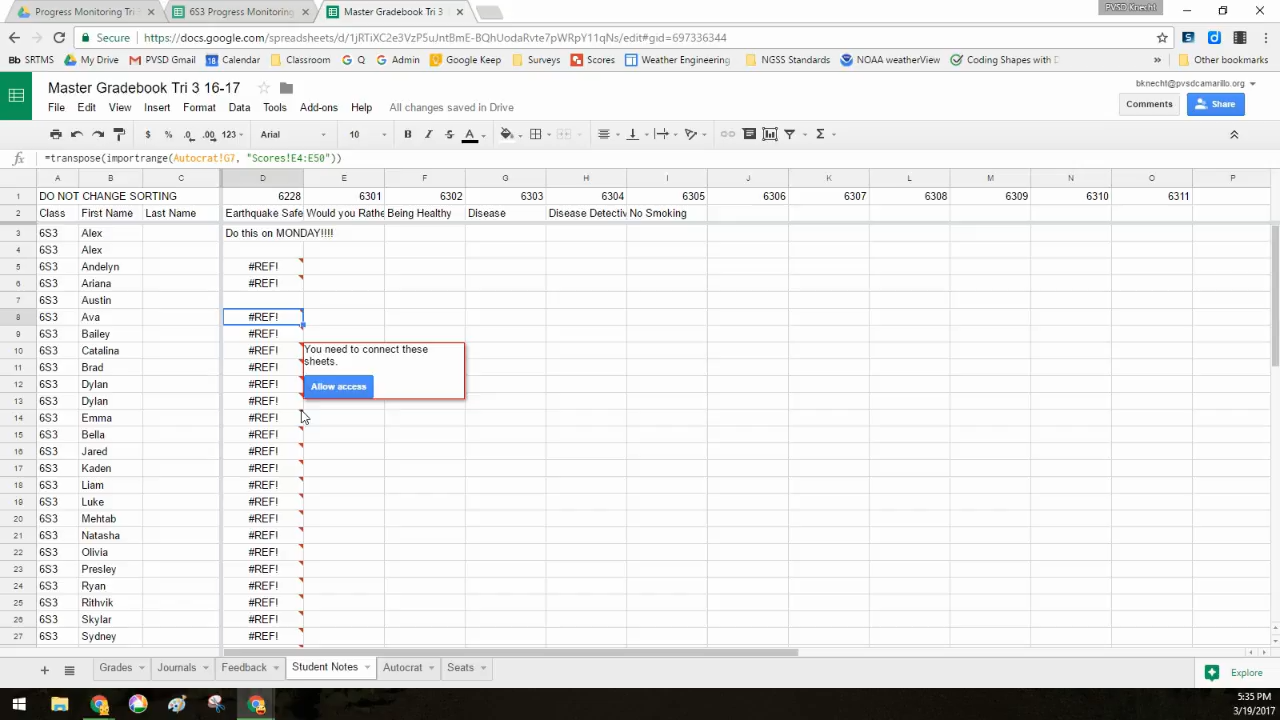 PVSD Knecht
Progress Monitoring Tri 3
6S3 Progress Monitoring
Master Gradebook Tri 3 1
Secure https://docs.google.com/spreadsheets/d/1jRTiXC2e3VzP5uJntBmE-BQhUodaRvte7pWRpY11qNs/edit#gid=697336344
Bb SRTMS My Drive PVSD Gmail 18 Calendar Classroom G Q G Admin Google Keep Surveys Scores Weather Engineering NGSS Standards NOAA weatherView Coding Shapes with D » Other bookmarks
Master Gradebook Tri 3 16-17
bknecht@pvsdcamarillo.org
File Edit View Insert Format Data Tools Add-ons Help All changes saved in Drive
Comments Share
$ % .0 .00 123 Arial 10 B I S A Σ
fx =transpose(importrange(Autocrat!G7, "Scores!E4:E50"))
A B C D E F G H I J K L M N O P
1 DO NOT CHANGE SORTING 6228 6301 6302 6303 6304 6305 6306 6307 6308 6309 6310 6311
2 Class First Name Last Name Earthquake Safe Would you Rathe Being Healthy Disease Disease Detectiv No Smoking
3 6S3 Alex Do this on MONDAY!!!!
4 6S3 Alex
5 6S3 Andelyn #REF!
6 6S3 Ariana #REF!
7 6S3 Austin
8 6S3 Ava #REF!
9 6S3 Bailey #REF!
10 6S3 Catalina #REF!
11 6S3 Brad #REF!
12 6S3 Dylan #REF!
13 6S3 Dylan #REF!
14 6S3 Emma #REF!
15 6S3 Bella #REF!
16 6S3 Jared #REF!
17 6S3 Kaden #REF!
18 6S3 Liam #REF!
19 6S3 Luke #REF!
20 6S3 Mehtab #REF!
21 6S3 Natasha #REF!
22 6S3 Olivia #REF!
23 6S3 Presley #REF!
24 6S3 Ryan #REF!
25 6S3 Rithvik #REF!
26 6S3 Skylar #REF!
27 6S3 Sydney #REF!
You need to connect these
sheets.
Allow access
Grades Journals Feedback Student Notes Autocrat Seats
Explore
5:35 PM
3/19/2017